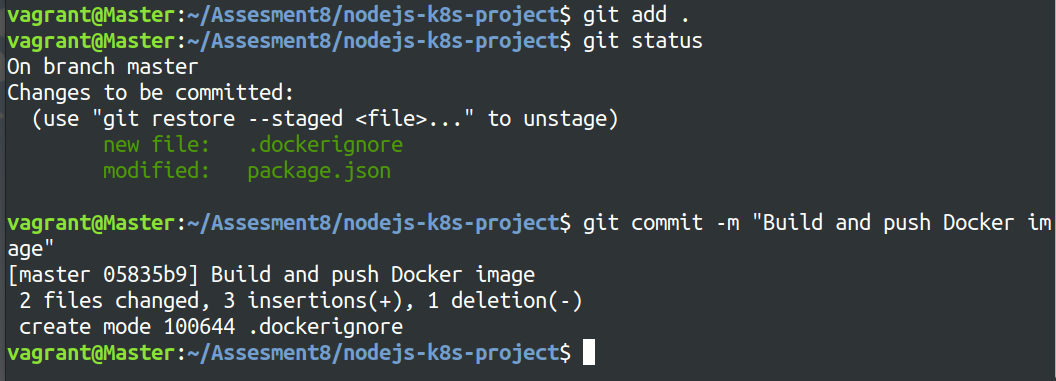 vagrant@Master:~/Assesment8/nodejs-k8s-project$ git add .
vagrant@Master:~/Assesment8/nodejs-k8s-project$ git status
On branch master
Changes to be committed:
  (use "git restore --staged <file>..." to unstage)
        new file:   .dockerignore
        modified:   package.json

vagrant@Master:~/Assesment8/nodejs-k8s-project$ git commit -m "Build and push Docker im
age"
[master 05835b9] Build and push Docker image
 2 files changed, 3 insertions(+), 1 deletion(-)
 create mode 100644 .dockerignore
vagrant@Master:~/Assesment8/nodejs-k8s-project$